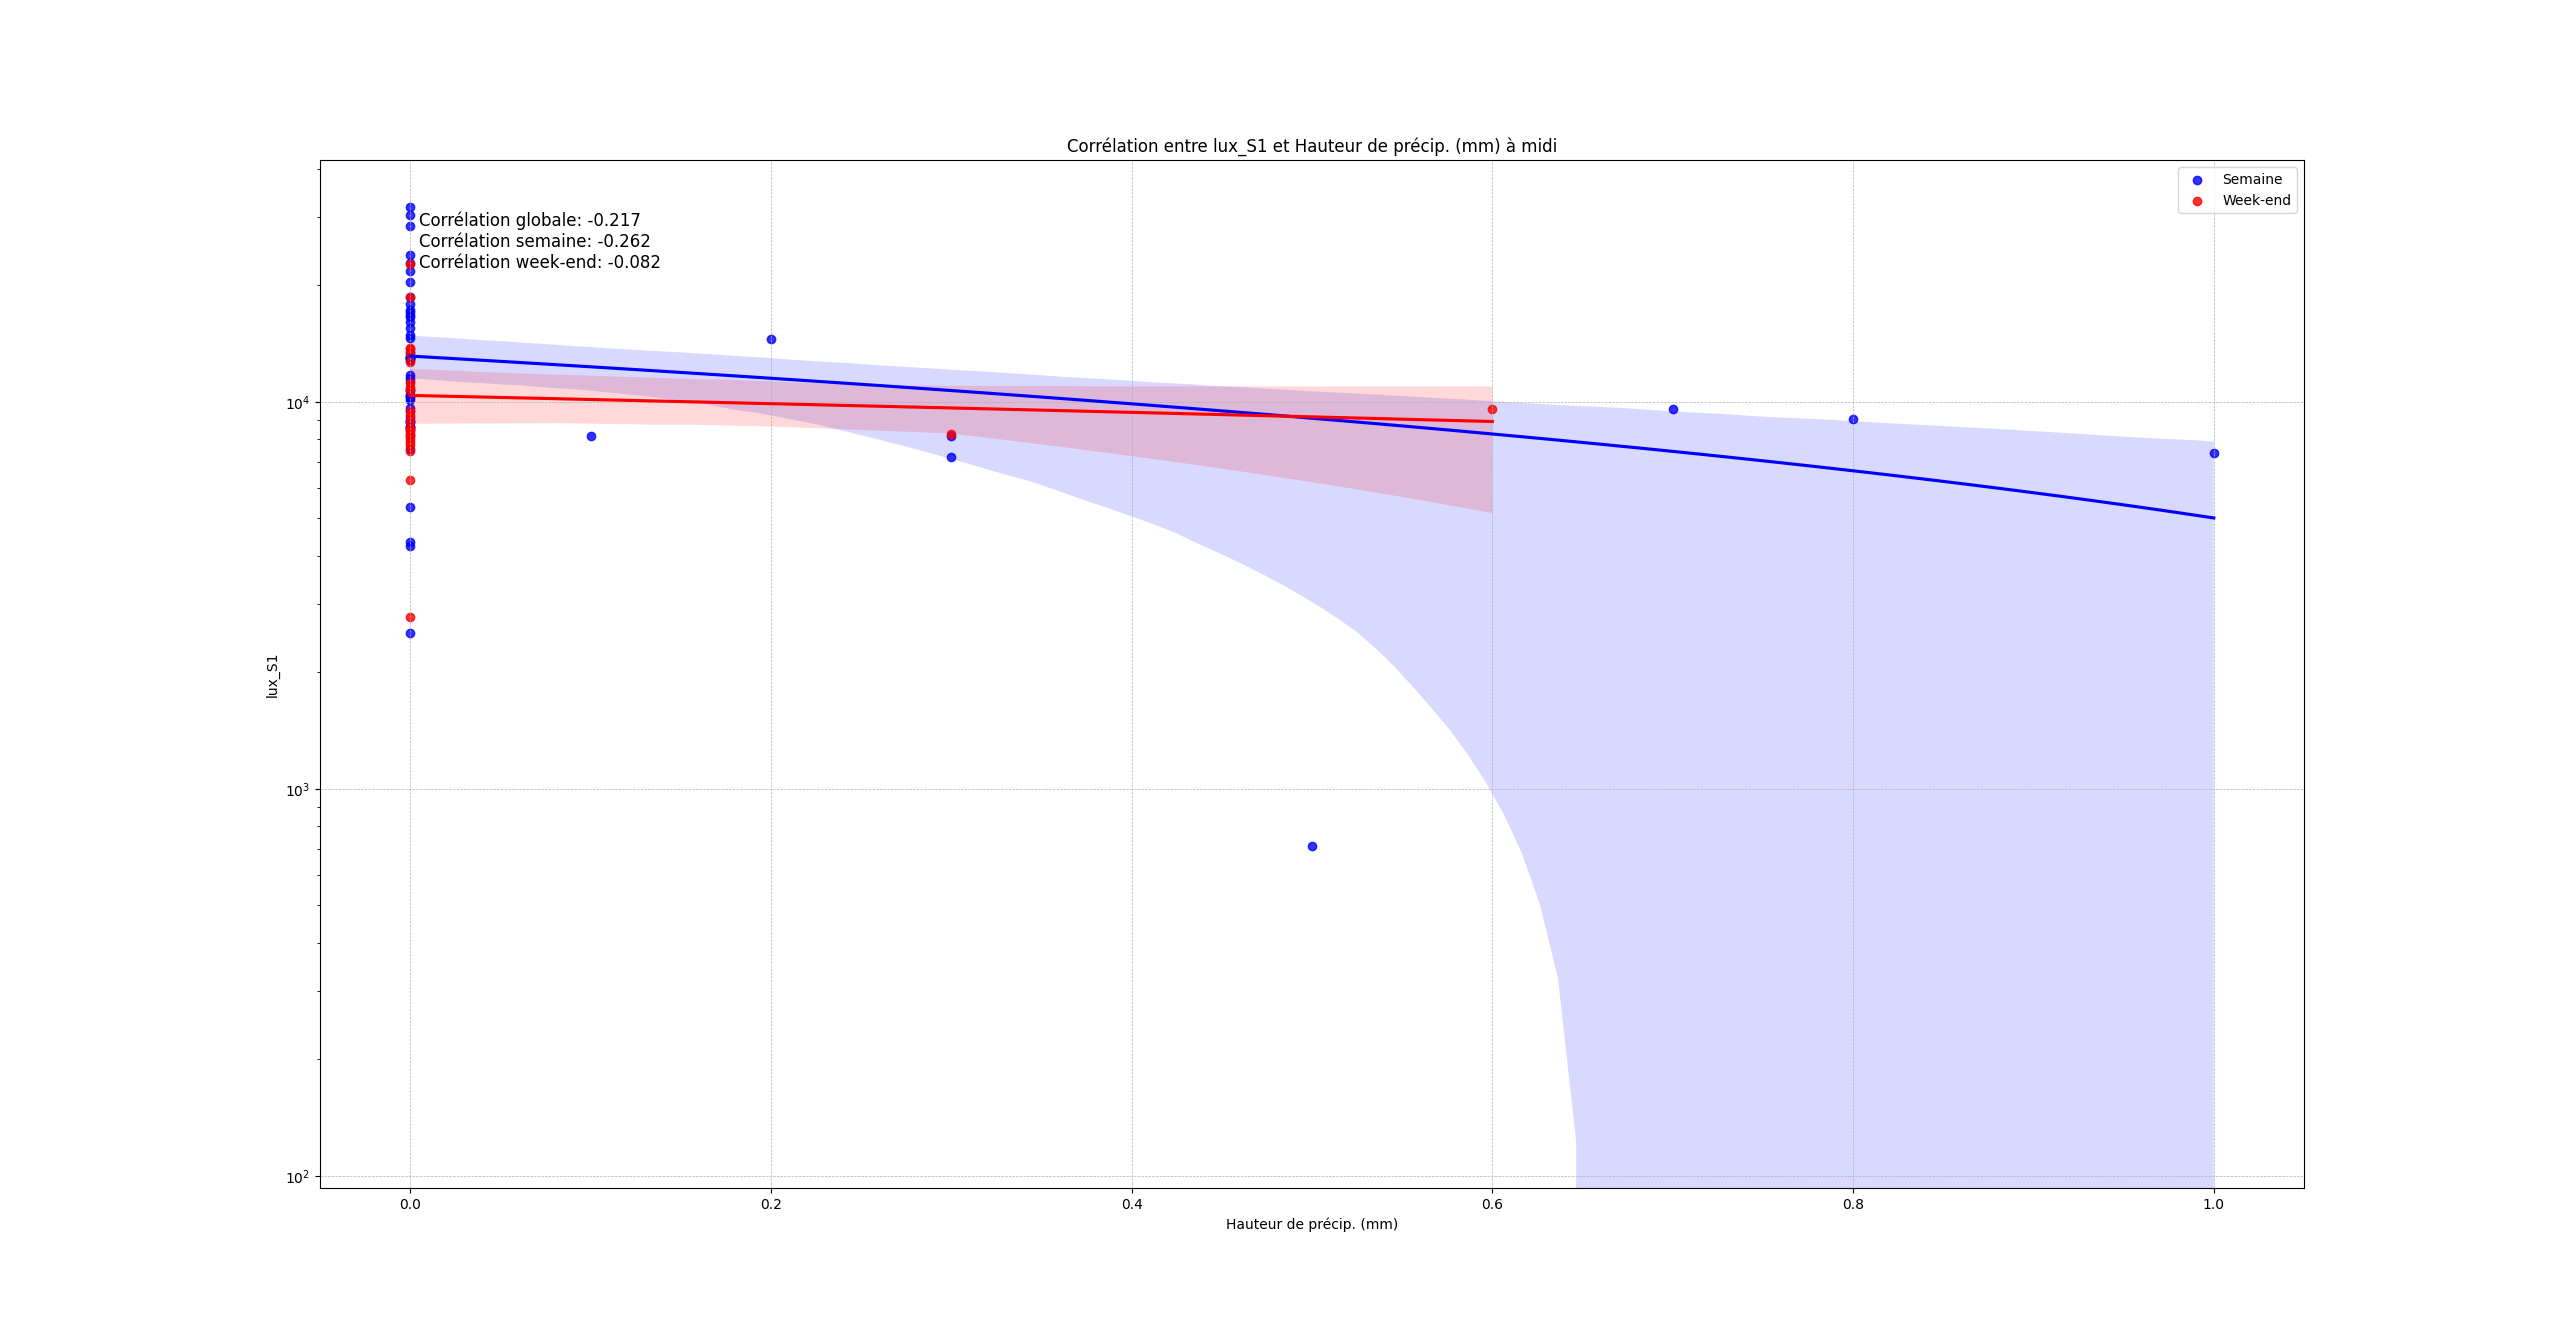 Corrélation entre lux_S1 et Hauteur de précip. (mm) à midi
Semaine
Week-end
Corrélation globale: -0.217
Corrélation semaine: -0.262
Corrélation week-end: -0.082
lux_S1
10⁴
10³
10²
0.0 0.2 0.4 0.6 0.8 1.0
Hauteur de précip. (mm)